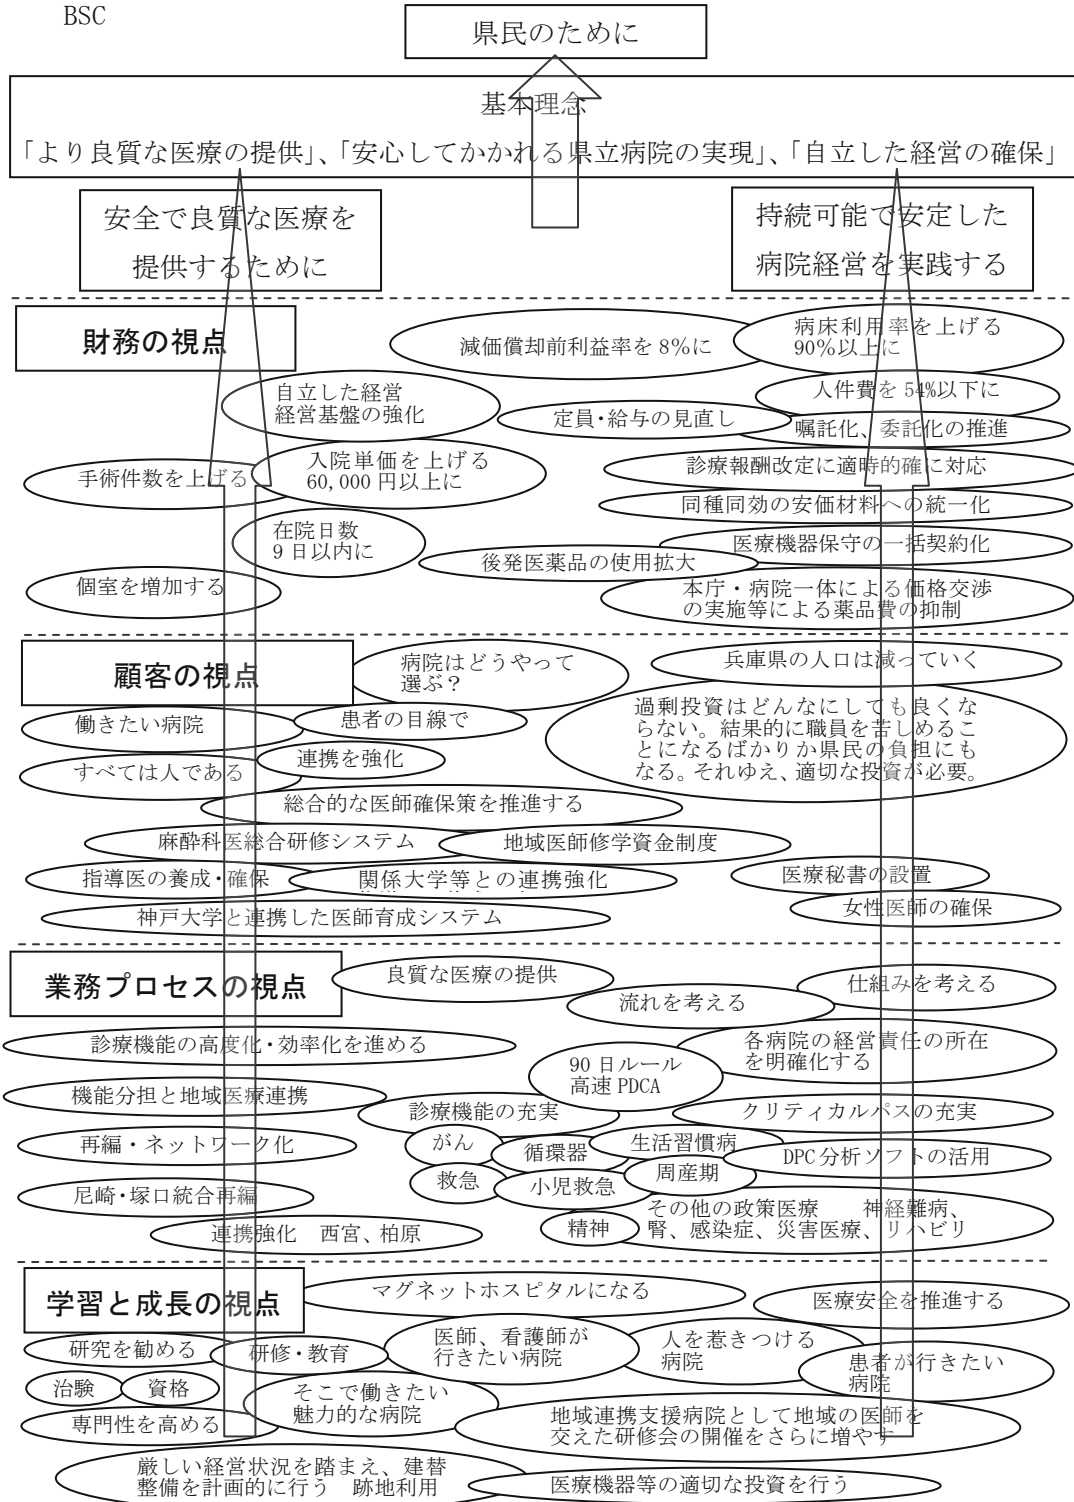 BSC
県民のために
基本理念
「より良質な医療の提供」、「安心してかかれる県立病院の実現」、「自立した経営の確保」
安全で良質な医療を
提供するために
持続可能で安定した
病院経営を実践する
財務の視点
減価償却前利益率を8%に
病床利用率を上げる
90%以上に
自立した経営
経営基盤の強化
人件費を54%以下に
定員・給与の見直し
嘱託化、委託化の推進
手術件数を上げる
入院単価を上げる
60,000円以上に
診療報酬改定に適時的確に対応
同種同効の安価材料への統一化
在院日数
9日以内に
医療機器保守の一括契約化
後発医薬品の使用拡大
個室を増加する
本庁・病院一体による価格交渉
の実施等による薬品費の抑制
顧客の視点
病院はどうやって
選ぶ？
兵庫県の人口は減っていく
働きたい病院
患者の目線で
過剰投資はどんなにしても良くな
らない。結果的に職員を苦しめるこ
とになるばかりか県民の負担にも
なる。それゆえ、適切な投資が必要。
連携を強化
すべては人である
総合的な医師確保策を推進する
麻酔科医総合研修システム
地域医師修学資金制度
指導医の養成・確保
関係大学等との連携強化
医療秘書の設置
神戸大学と連携した医師育成システム
女性医師の確保
業務プロセスの視点
良質な医療の提供
流れを考える
仕組みを考える
診療機能の高度化・効率化を進める
各病院の経営責任の所在
を明確化する
90日ルール
高速PDCA
機能分担と地域医療連携
診療機能の充実
クリティカルパスの充実
再編・ネットワーク化
がん
循環器
生活習慣病
DPC分析ソフトの活用
救急
小児救急
周産期
尼崎・塚口統合再編
その他の政策医療　神経難病、
腎、感染症、災害医療、リハビリ
連携強化　西宮、柏原
精神
学習と成長の視点
マグネットホスピタルになる
医療安全を推進する
研究を勧める
研修・教育
医師、看護師が
行きたい病院
人を惹きつける
病院
患者が行きたい
病院
治験
資格
そこで働きたい
魅力的な病院
専門性を高める
地域連携支援病院として地域の医師を
交えた研修会の開催をさらに増やす
厳しい経営状況を踏まえ、建替
整備を計画的に行う　跡地利用
医療機器等の適切な投資を行う